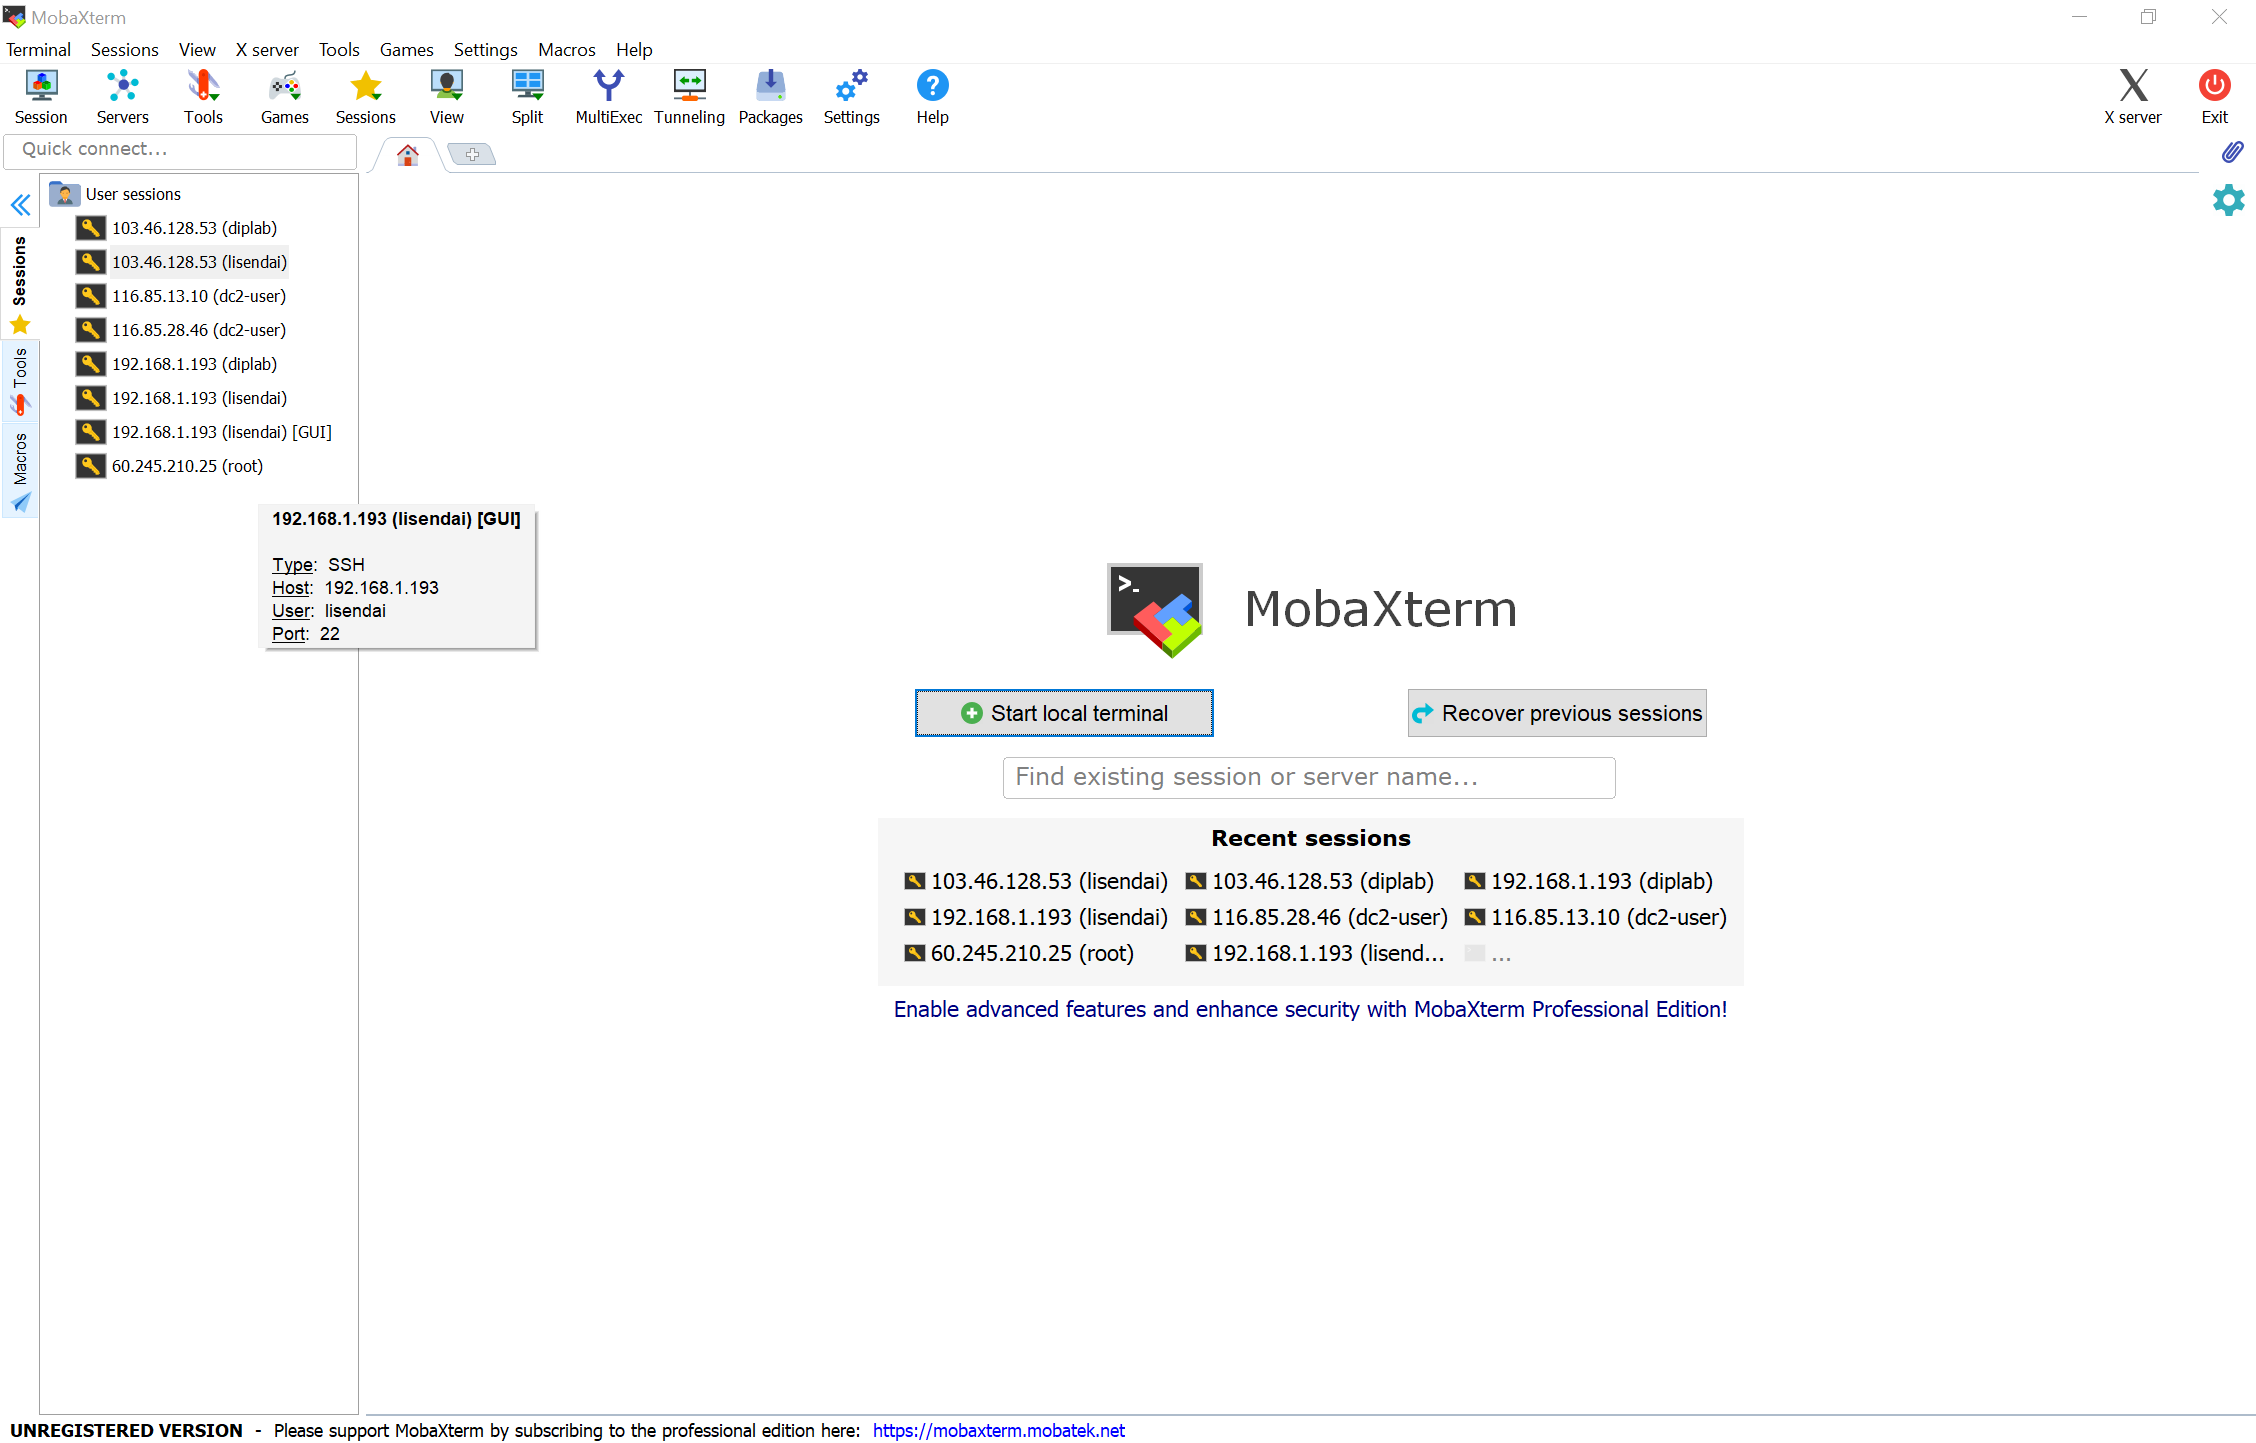 MobaXterm
Terminal Sessions View X server Tools Games Settings Macros Help
Session Servers Tools Games Sessions View Split MultiExec Tunneling Packages Settings Help X server Exit
Quick connect...
User sessions
103.46.128.53 (diplab)
103.46.128.53 (lisendai)
116.85.13.10 (dc2-user)
116.85.28.46 (dc2-user)
192.168.1.193 (diplab)
192.168.1.193 (lisendai)
192.168.1.193 (lisendai) [GUI]
60.245.210.25 (root)
Sessions
Tools
Macros
192.168.1.193 (lisendai) [GUI]
Type: SSH
Host: 192.168.1.193
User: lisendai
Port: 22
>_
MobaXterm
Start local terminal
Recover previous sessions
Find existing session or server name...
Recent sessions
103.46.128.53 (lisendai) 103.46.128.53 (diplab) 192.168.1.193 (diplab)
192.168.1.193 (lisendai) 116.85.28.46 (dc2-user) 116.85.13.10 (dc2-user)
60.245.210.25 (root) 192.168.1.193 (lisend... ...
Enable advanced features and enhance security with MobaXterm Professional Edition!
UNREGISTERED VERSION - Please support MobaXterm by subscribing to the professional edition here: https://mobaxterm.mobatek.net